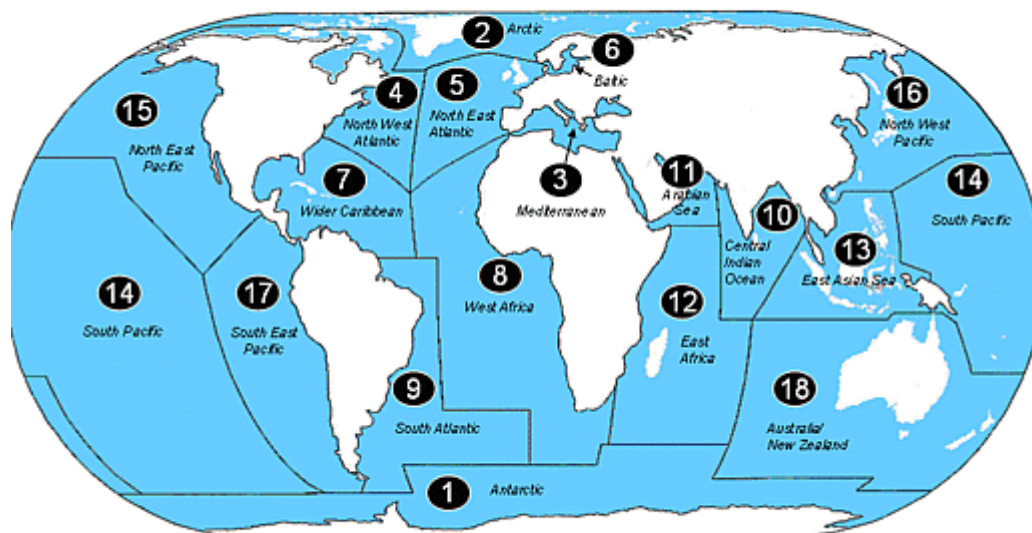 2
Arctic
6
Baltic
15
North East
Pacific
4
North West
Atlantic
5
North East
Atlantic
16
North West
Pacific
7
Wider Caribbean
3
Mediterranean
11
Arabian
Sea
10
Central
Indian
Ocean
14
South Pacific
13
East Asian Sea
14
South Pacific
17
South East
Pacific
8
West Africa
12
East
Africa
9
South Atlantic
18
Australia/
New Zealand
1
Antarctic